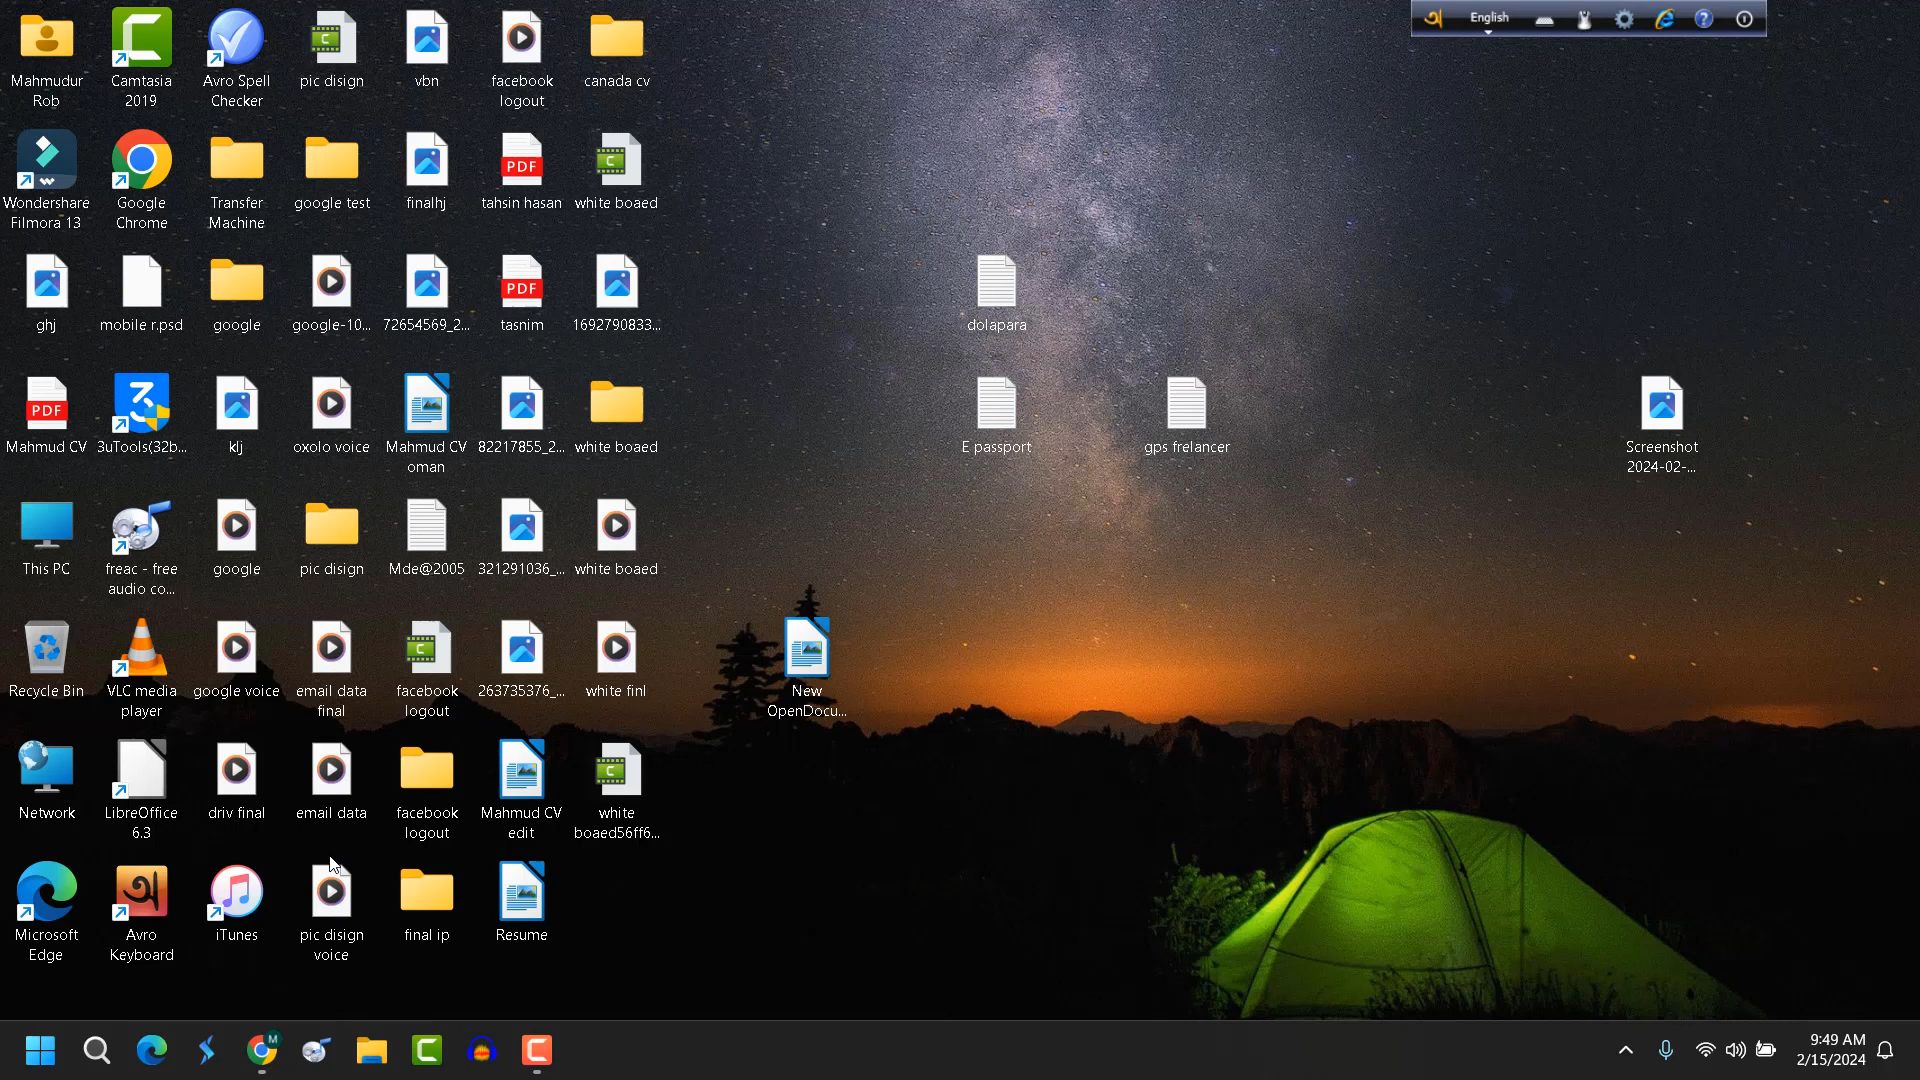 English
Mahmudur
Rob
Camtasia
2019
Avro Spell
Checker
pic disign
vbn
facebook
logout
canada cv
Wondershare
Filmora 13
Google
Chrome
Transfer
Machine
google test
finalhj
PDF
tahsin hasan
white boaed
ghj
mobile r.psd
google
google-10...
72654569_2...
PDF
tasnim
1692790833...
dolapara
PDF
Mahmud CV
3uTools(32b...
klj
oxolo voice
Mahmud CV
oman
82217855_2...
white boaed
E passport
gps frelancer
Screenshot
2024-02-...
This PC
freac - free
audio co...
google
pic disign
Mde@2005
321291036_...
white boaed
Recycle Bin
VLC media
player
google voice
email data
final
facebook
logout
263735376_...
white finl
New
OpenDocu...
Network
LibreOffice
6.3
driv final
email data
facebook
logout
Mahmud CV
edit
white
boaed56ff6...
Microsoft
Edge
Avro
Keyboard
iTunes
pic disign
voice
final ip
Resume
M
9:49 AM
2/15/2024